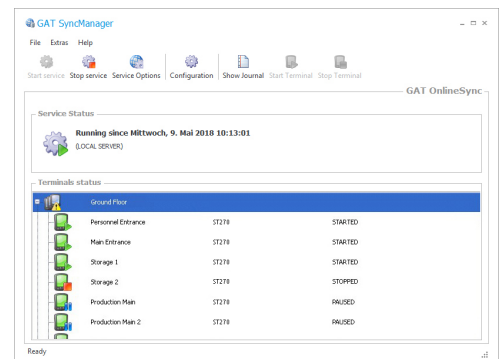 GAT SyncManager
File Extras Help
Start service Stop service Service Options Configuration Show Journal Start Terminal Stop Terminal
GAT OnlineSync
Service Status
Running since Mittwoch, 9. Mai 2018 10:13:01
(LOCAL SERVER)
Terminals status
Ground Floor
Personnel Entrance ST270 STARTED
Main Entrance ST270 STARTED
Storage 1 ST270 STARTED
Storage 2 ST270 STOPPED
Production Main ST270 PAUSED
Production Main 2 ST270 PAUSED
Ready